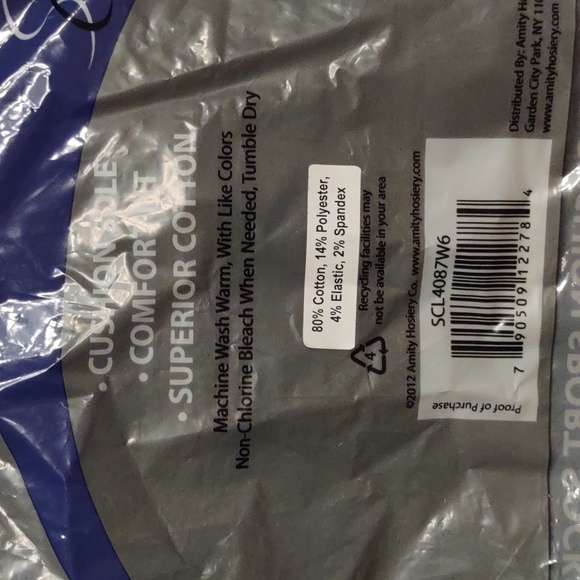 • CUSHION SOLE
• COMFORT FIT
• SUPERIOR COTTON
Machine Wash Warm, With Like Colors
Non-Chlorine Bleach When Needed, Tumble Dry
80% Cotton, 14% Polyester,
4% Elastic, 2% Spandex
4
Recycling facilities may
not be available in your area
©2012 Amity Hosiery Co. www.amityhosiery.com
SCL4087W6
7 90509 12278 4
Proof of Purchase
Distributed By: Amity Ho
Garden City Park, NY 110
www.amityhosiery.com